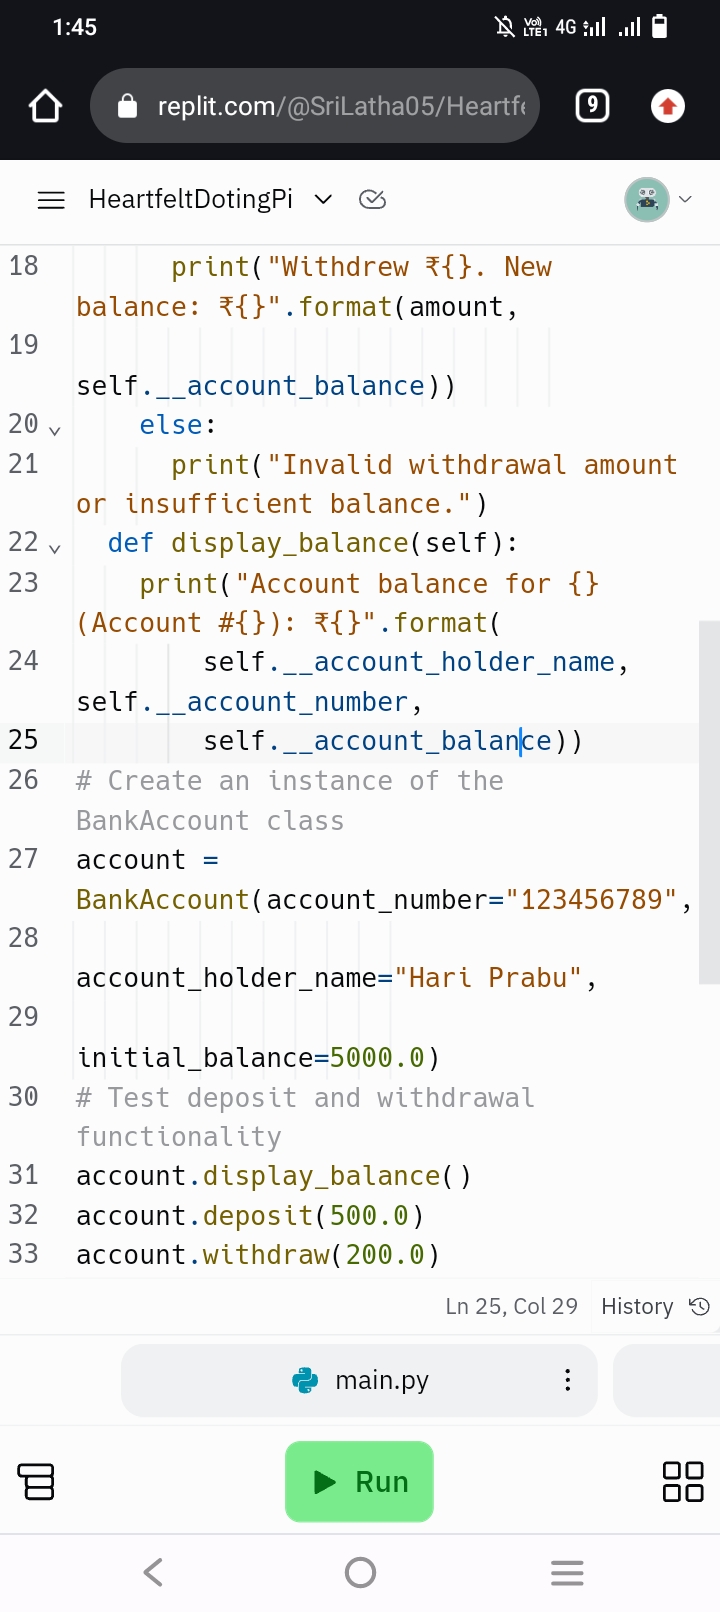 1:45
Vo)) LTE1 4G
replit.com/@SriLatha05/Heartfe
9
HeartfeltDotingPi
18 print("Withdrew ₹{}. New
balance: ₹{}".format(amount,
19
self.__account_balance))
20 else:
21 print("Invalid withdrawal amount
or insufficient balance.")
22 def display_balance(self):
23 print("Account balance for {}
(Account #{}): ₹{}".format(
24 self.__account_holder_name,
self.__account_number,
25 self.__account_balance))
26 # Create an instance of the
BankAccount class
27 account =
BankAccount(account_number="123456789",
28
account_holder_name="Hari Prabu",
29
initial_balance=5000.0)
30 # Test deposit and withdrawal
functionality
31 account.display_balance()
32 account.deposit(500.0)
33 account.withdraw(200.0)
Ln 25, Col 29 History
main.py
Run